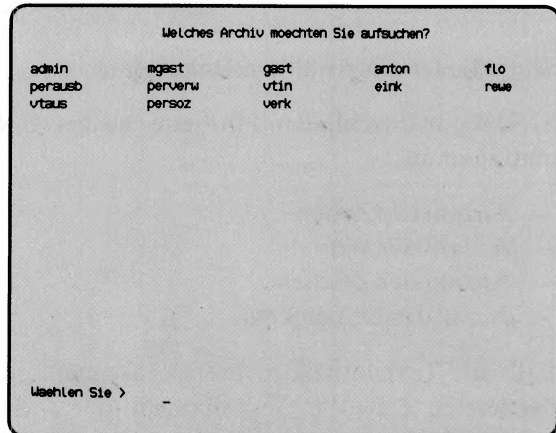 Welches Archiv moechten Sie aufsuchen?
admin mgast gast anton flo
perausb perverw vtin eink rewe
vtaus persoz verk
Waehlen Sie > _